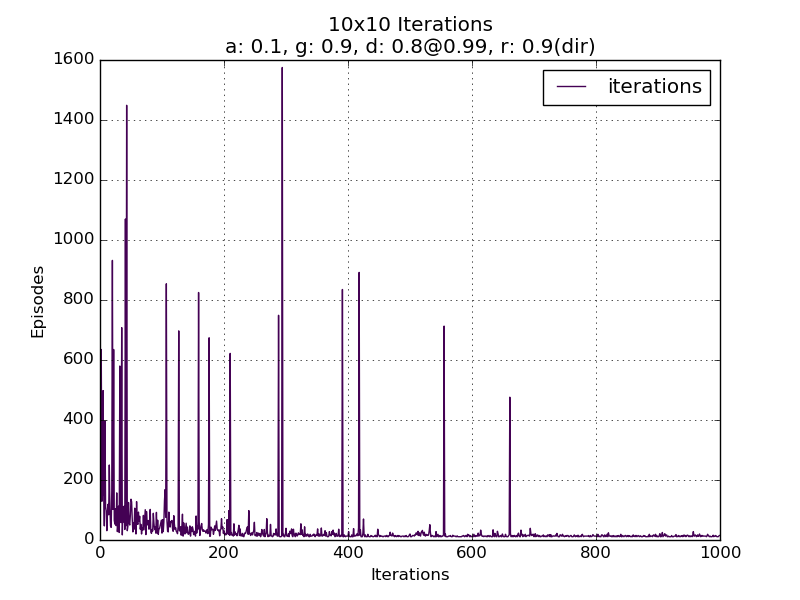 10x10 Iterations
a: 0.1, g: 0.9, d: 0.8@0.99, r: 0.9(dir)
iterations
1600
1400
1200
1000
800
600
400
200
0
Episodes
0 200 400 600 800 1000
Iterations